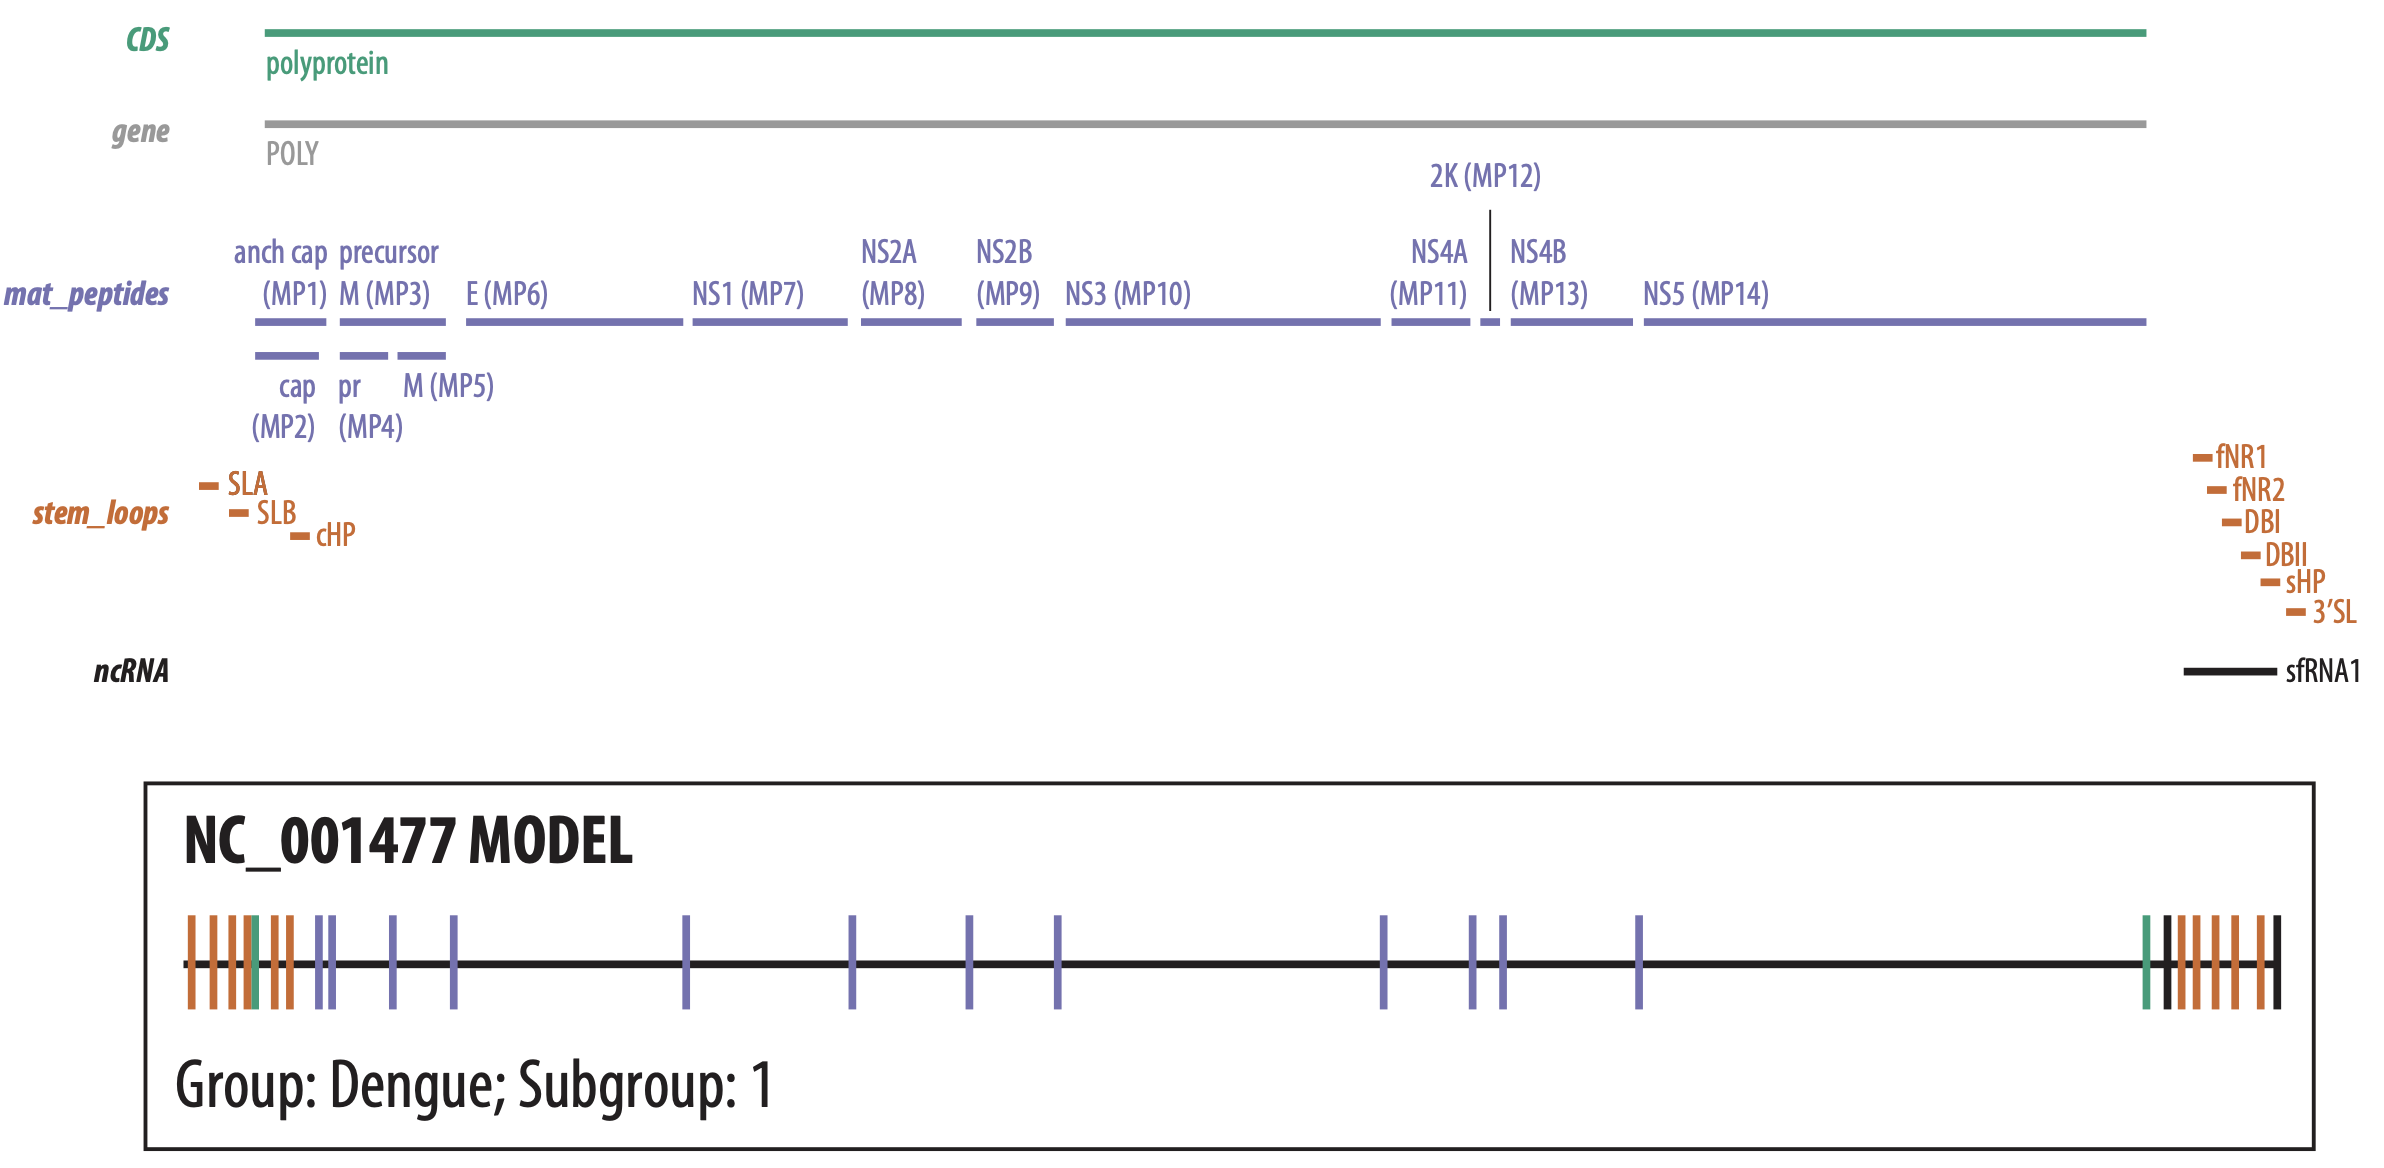 CDS
polyprotein
gene
POLY
2K (MP12)
anch cap precursor NS2A NS2B NS4A NS4B
mat_peptides (MP1) M (MP3) E (MP6) NS1 (MP7) (MP8) (MP9) NS3 (MP10) (MP11) (MP13) NS5 (MP14)
cap pr M (MP5)
(MP2) (MP4)
fNR1
SLA fNR2
stem_loops SLB DBI
cHP DBII
sHP
3'SL
ncRNA sfRNA1
NC_001477 MODEL
Group: Dengue; Subgroup: 1